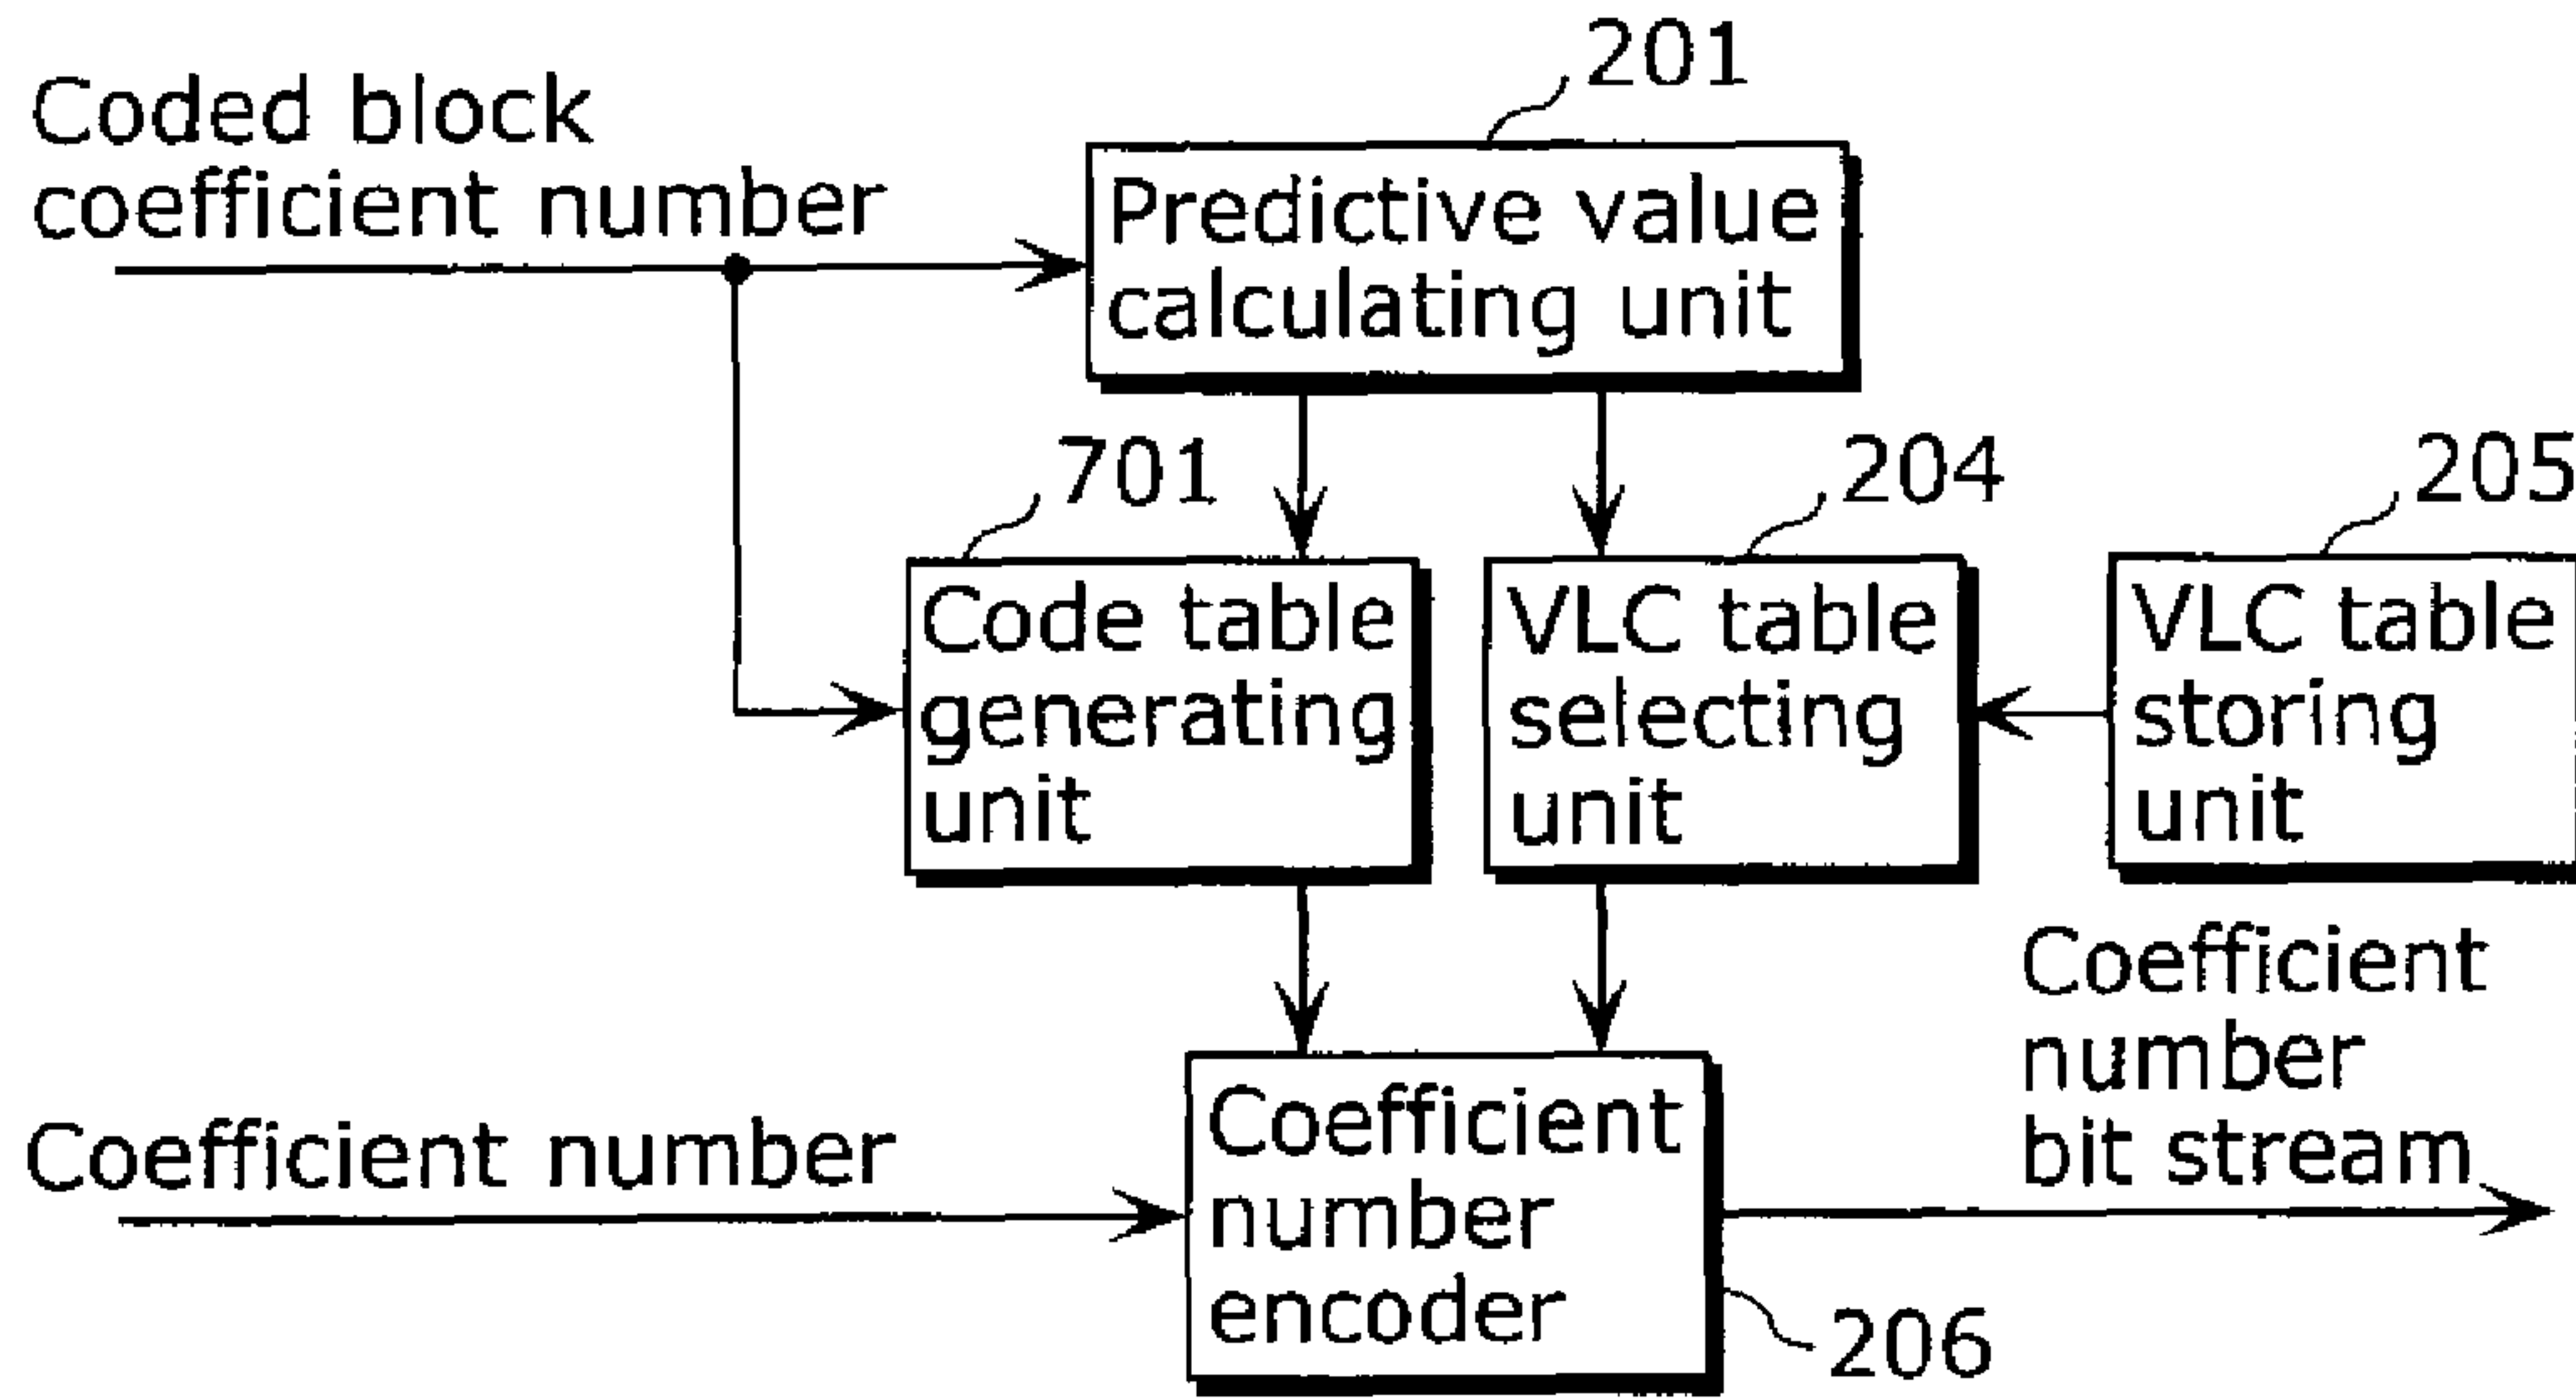 201
Coded block
coefficient number
Predictive value
calculating unit
701
204
205
Code table
generating
unit
VLC table
selecting
unit
VLC table
storing
unit
Coefficient
number
bit stream
Coefficient number
Coefficient
number
encoder
206